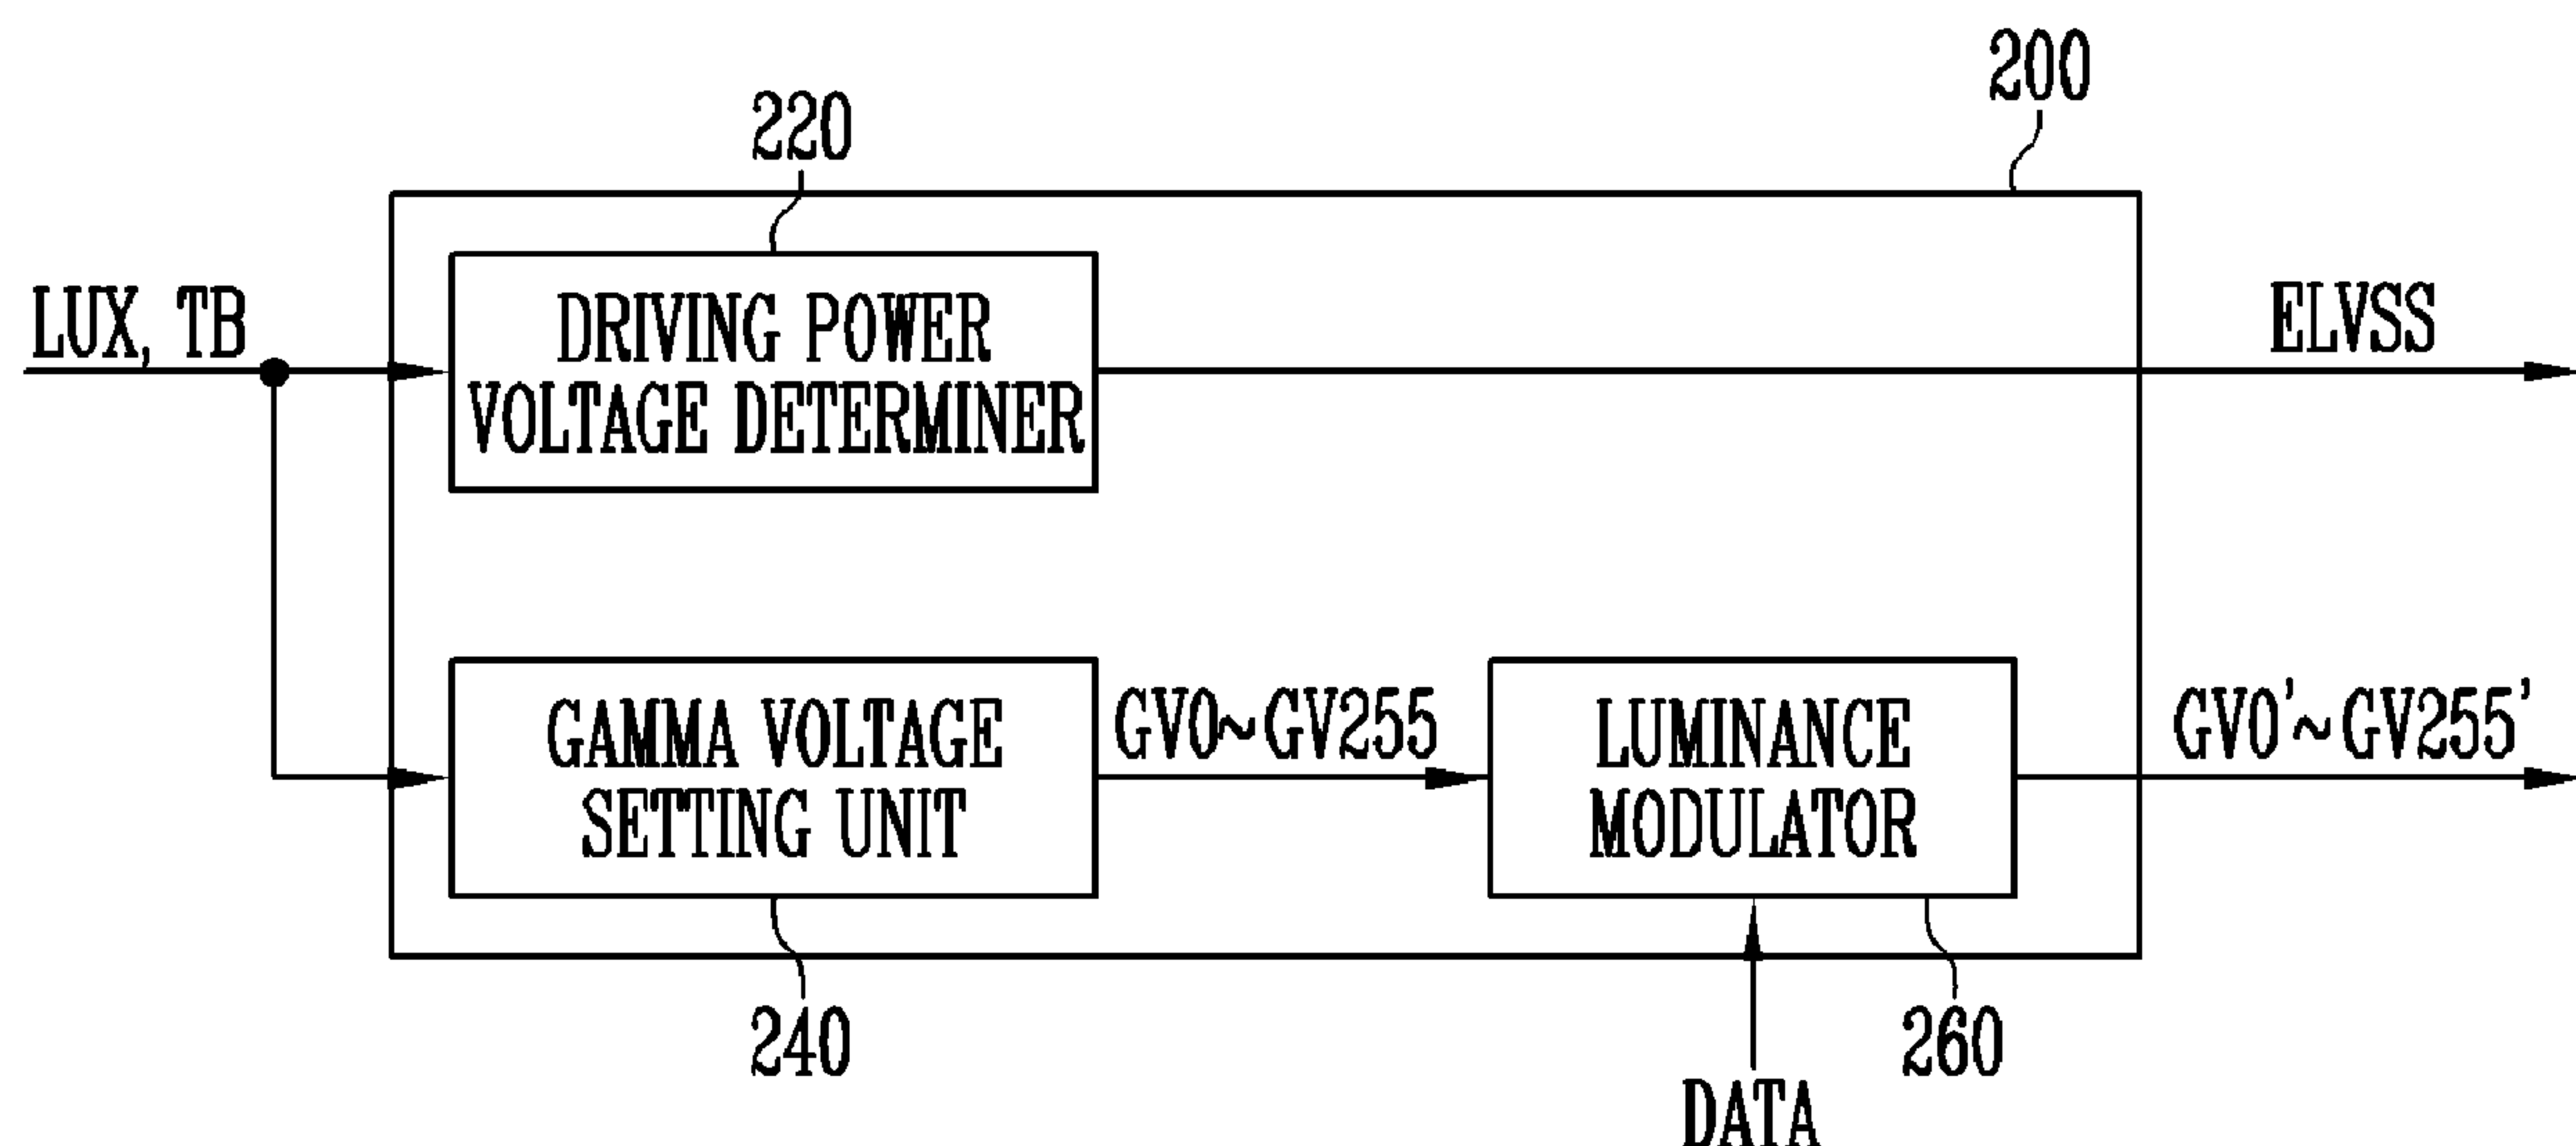 200
220
LUX, TB
DRIVING POWER
VOLTAGE DETERMINER
ELVSS
GAMMA VOLTAGE
SETTING UNIT
GV0~GV255
LUMINANCE
MODULATOR
GV0'~GV255'
240
260
DATA